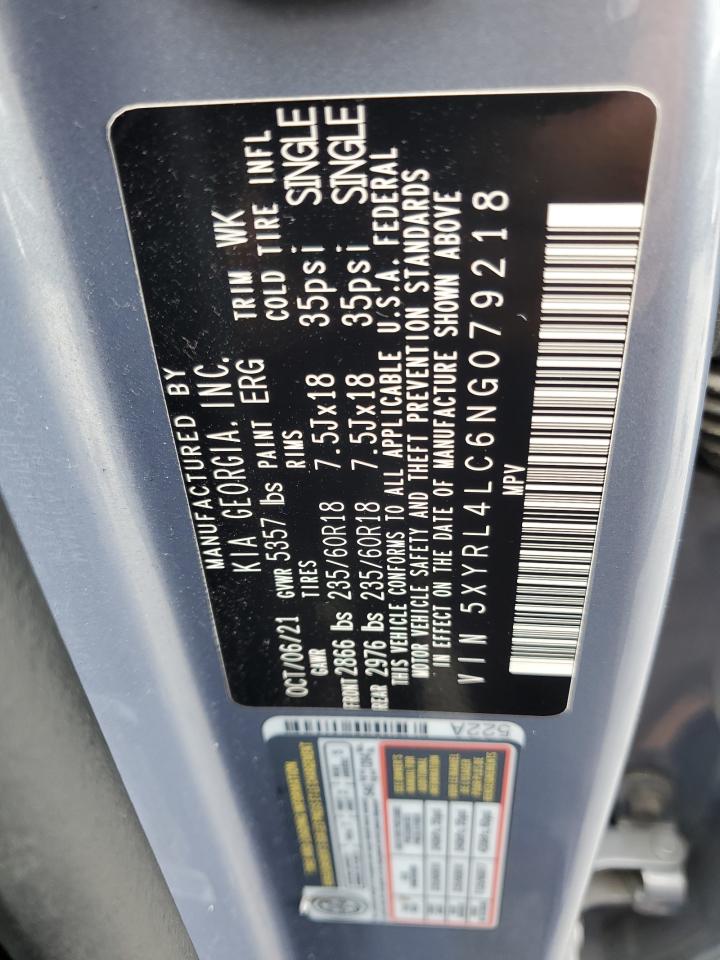 MANUFACTURED BY
KIA GEORGIA, INC.
OCT/06/21 GVWR 5357 lbs PAINT ERG TRIM WK
GAWR TIRES RIMS COLD TIRE INFL
FRONT 2866 lbs 235/60R18 7.5Jx18 35psi SINGLE
REAR 2976 lbs 235/60R18 7.5Jx18 35psi SINGLE
THIS VEHICLE CONFORMS TO ALL APPLICABLE U.S.A. FEDERAL
MOTOR VEHICLE SAFETY AND THEFT PREVENTION STANDARDS
IN EFFECT ON THE DATE OF MANUFACTURE SHOWN ABOVE
VIN 5XYRL4LC6NG079218
MPV
522A